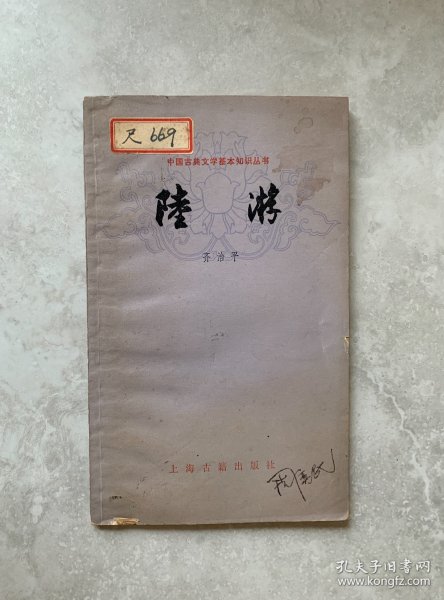 尺 669
中国古典文学基本知识丛书
陸游
齐治平
上海古籍出版社
孔夫子旧书网
www.kongfz.com